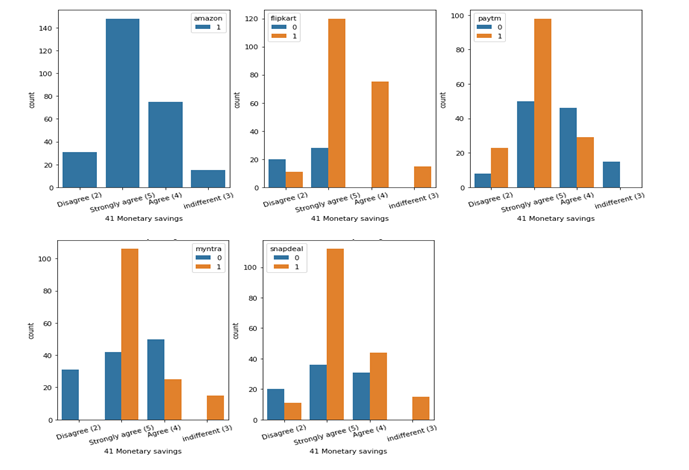 amazon
1
140
120
100
80
60
40
20
0
count
Disagree (2) Strongly agree (5) Agree (4) indifferent (3)
41 Monetary savings
flipkart
0
1
120
100
80
60
40
20
0
count
Disagree (2) Strongly agree (5) Agree (4) indifferent (3)
41 Monetary savings
paytm
0
1
100
80
60
40
20
0
count
Disagree (2) Strongly agree (5) Agree (4) indifferent (3)
41 Monetary savings
myntra
0
1
100
80
60
40
20
0
count
Disagree (2) Strongly agree (5) Agree (4) indifferent (3)
41 Monetary savings
snapdeal
0
1
100
80
60
40
20
0
count
Disagree (2) Strongly agree (5) Agree (4) indifferent (3)
41 Monetary savings